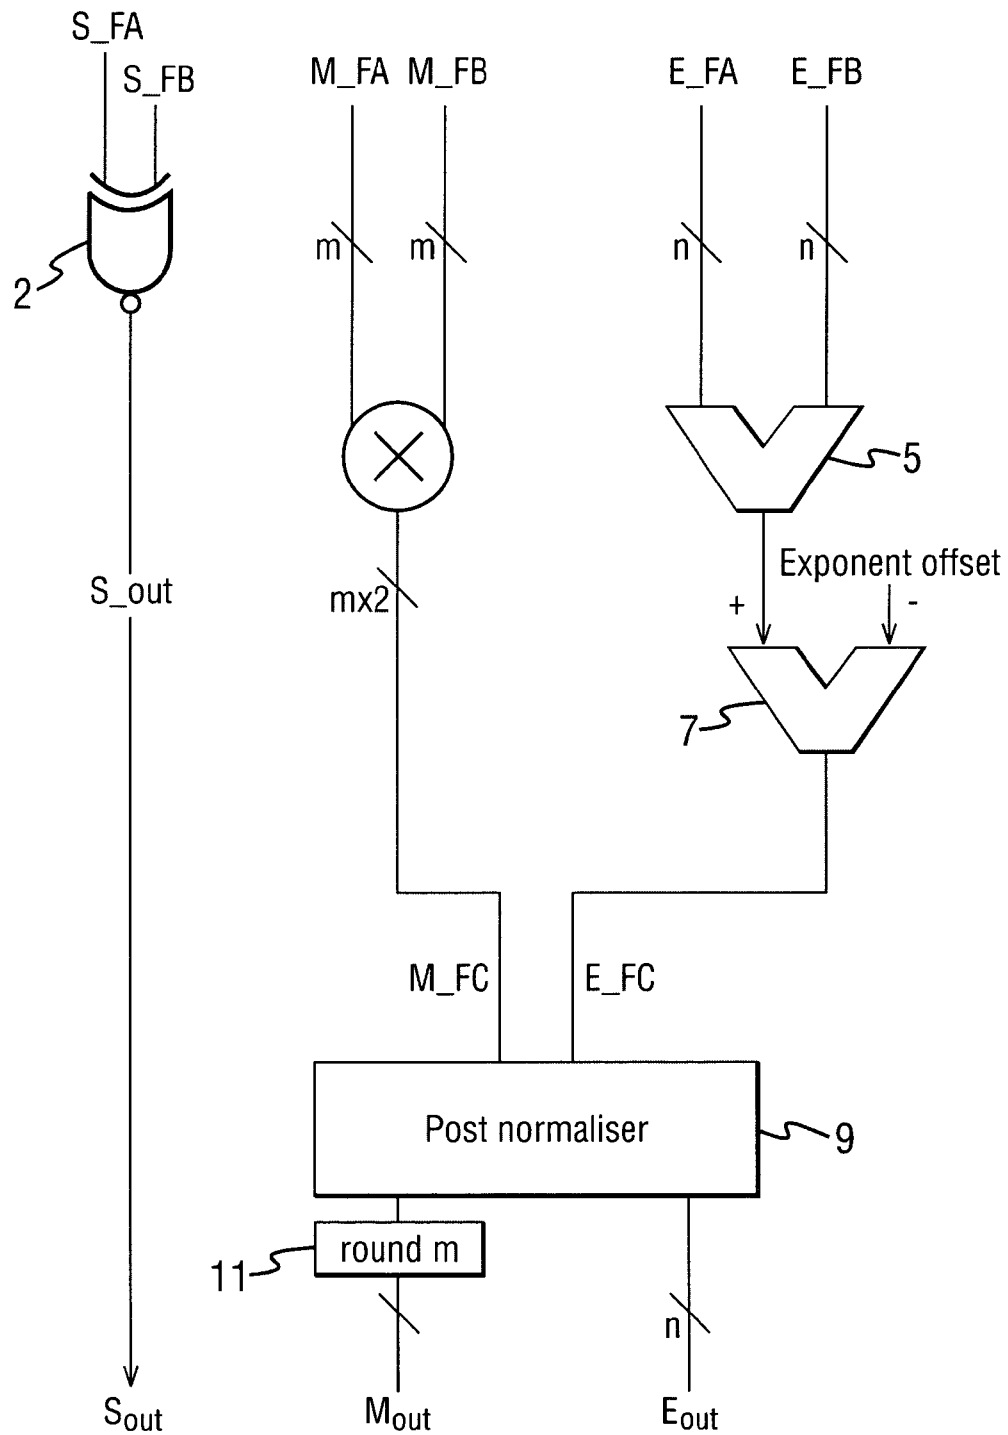 S_FA
S_FB
M_FA M_FB
E_FA E_FB
m m
n n
2
5
Exponent offset
+ -
S_out
mx2
7
M_FC E_FC
Post normaliser
9
round m
11
n
Sout
Mout
Eout